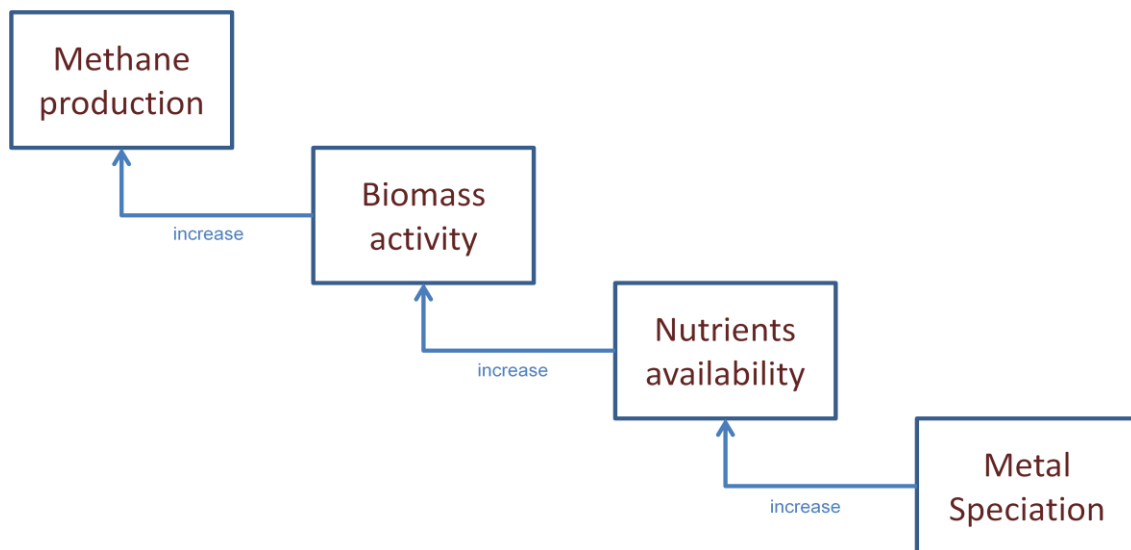 Methane
production
increase
Biomass
activity
increase
Nutrients
availability
increase
Metal
Speciation